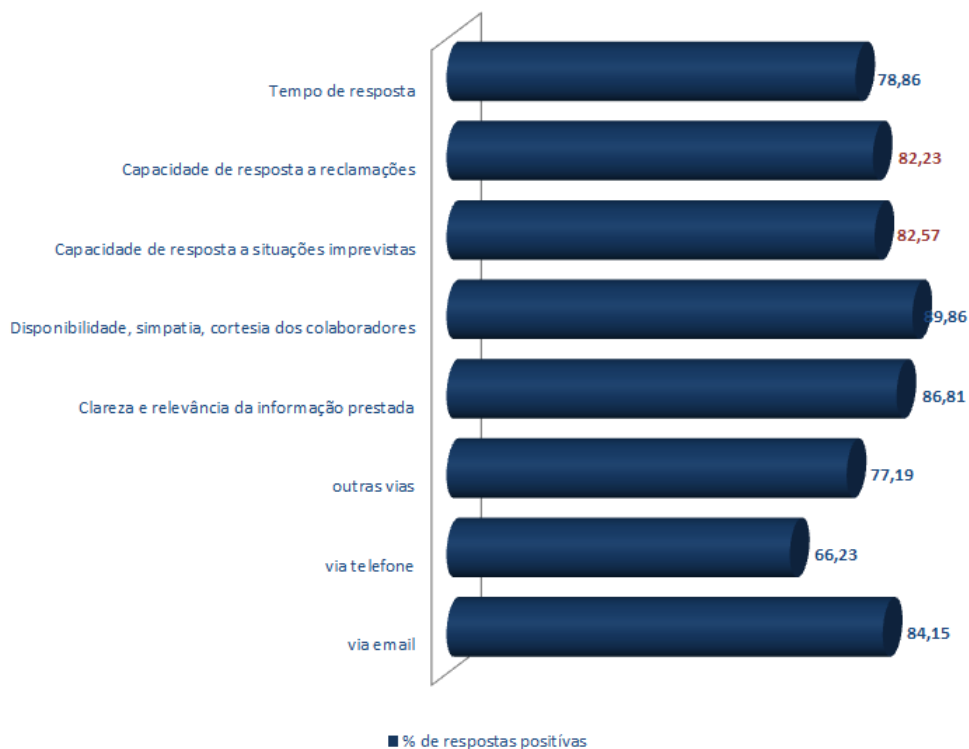 Tempo de resposta 78,86
Capacidade de resposta a reclamações 82,23
Capacidade de resposta a situações imprevistas 82,57
Disponibilidade, simpatia, cortesia dos colaboradores 89,86
Clareza e relevância da informação prestada 86,81
outras vias 77,19
via telefone 66,23
via email 84,15
% de respostas positívas